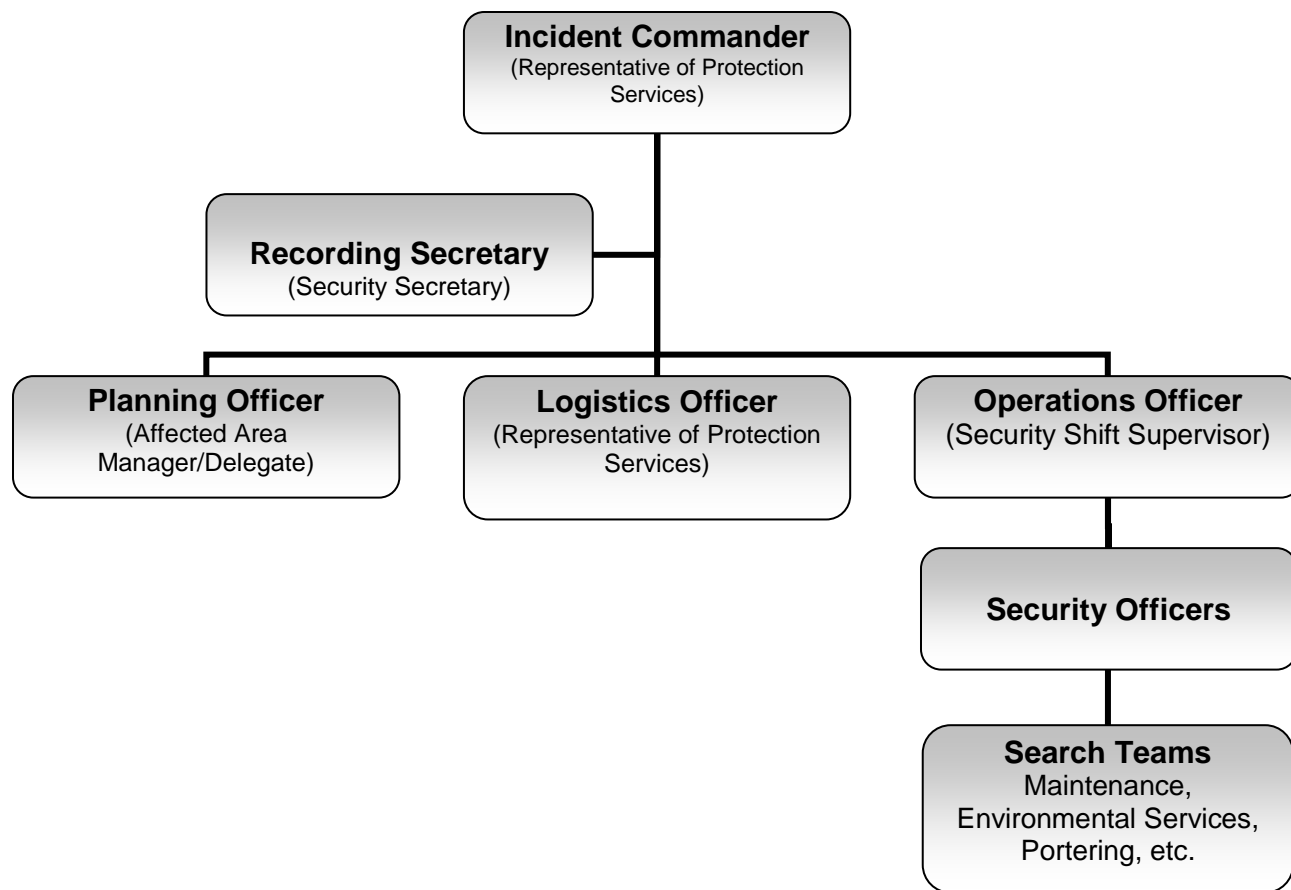 Incident Commander
(Representative of Protection
Services)
Recording Secretary
(Security Secretary)
Planning Officer
(Affected Area
Manager/Delegate)
Logistics Officer
(Representative of Protection
Services)
Operations Officer
(Security Shift Supervisor)
Security Officers
Search Teams
Maintenance,
Environmental Services,
Portering, etc.